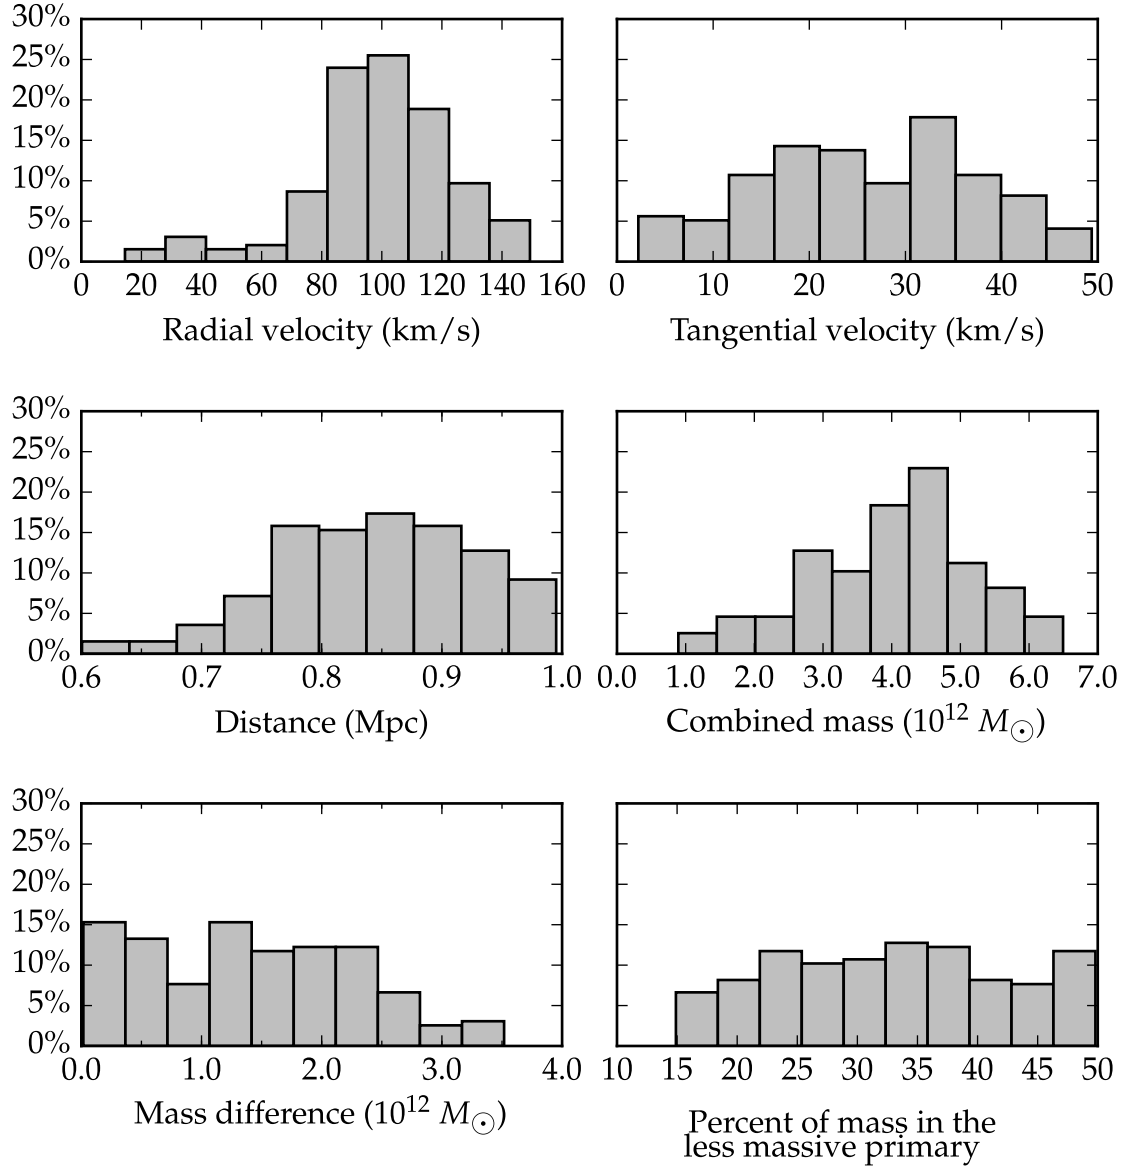 30%
25%
20%
15%
10%
5%
0%
0 20 40 60 80 100 120 140 160
Radial velocity (km/s)
0 10 20 30 40 50
Tangential velocity (km/s)
30%
25%
20%
15%
10%
5%
0%
0.6 0.7 0.8 0.9 1.0
Distance (Mpc)
0.0 1.0 2.0 3.0 4.0 5.0 6.0 7.0
Combined mass (10¹² M⊙)
30%
25%
20%
15%
10%
5%
0%
0.0 1.0 2.0 3.0 4.0
Mass difference (10¹² M⊙)
10 15 20 25 30 35 40 45 50
Percent of mass in the
less massive primary